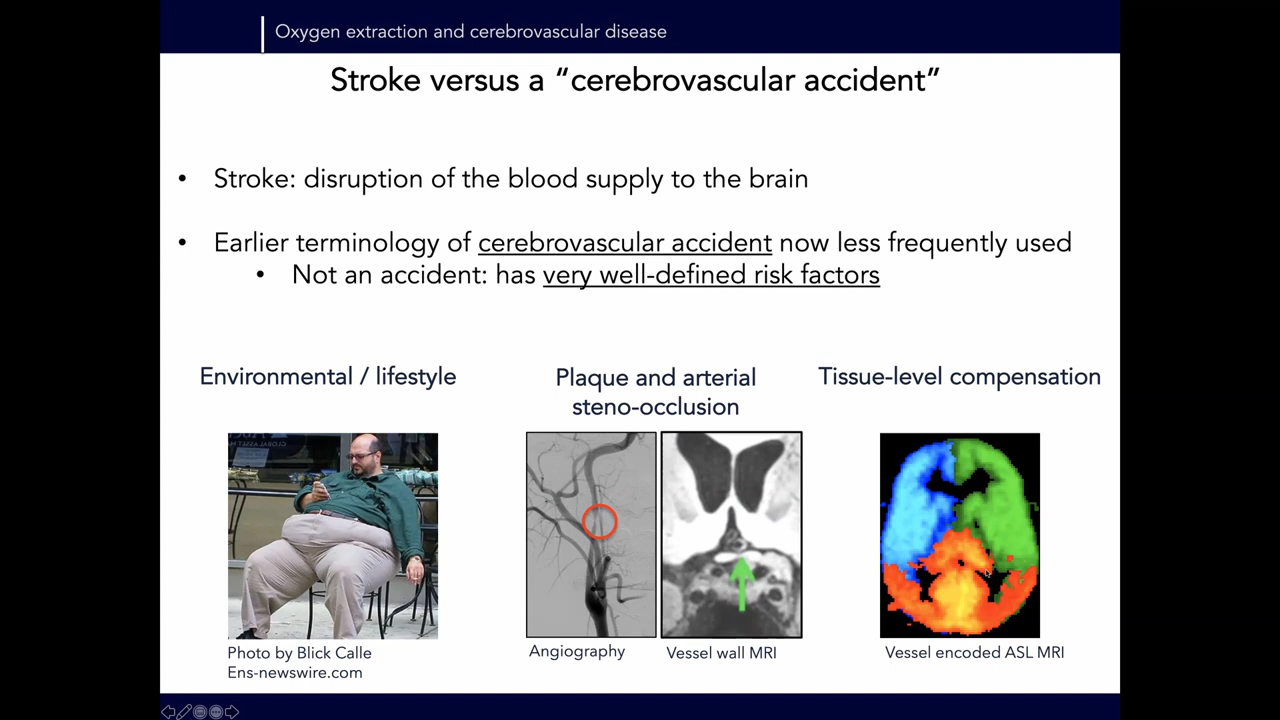 Oxygen extraction and cerebrovascular disease
Stroke versus a “cerebrovascular accident”
• Stroke: disruption of the blood supply to the brain
• Earlier terminology of cerebrovascular accident now less frequently used
• Not an accident: has very well-defined risk factors
Environmental / lifestyle
Plaque and arterial
steno-occlusion
Tissue-level compensation
Photo by Blick Calle
Ens-newswire.com
Angiography
Vessel wall MRI
Vessel encoded ASL MRI